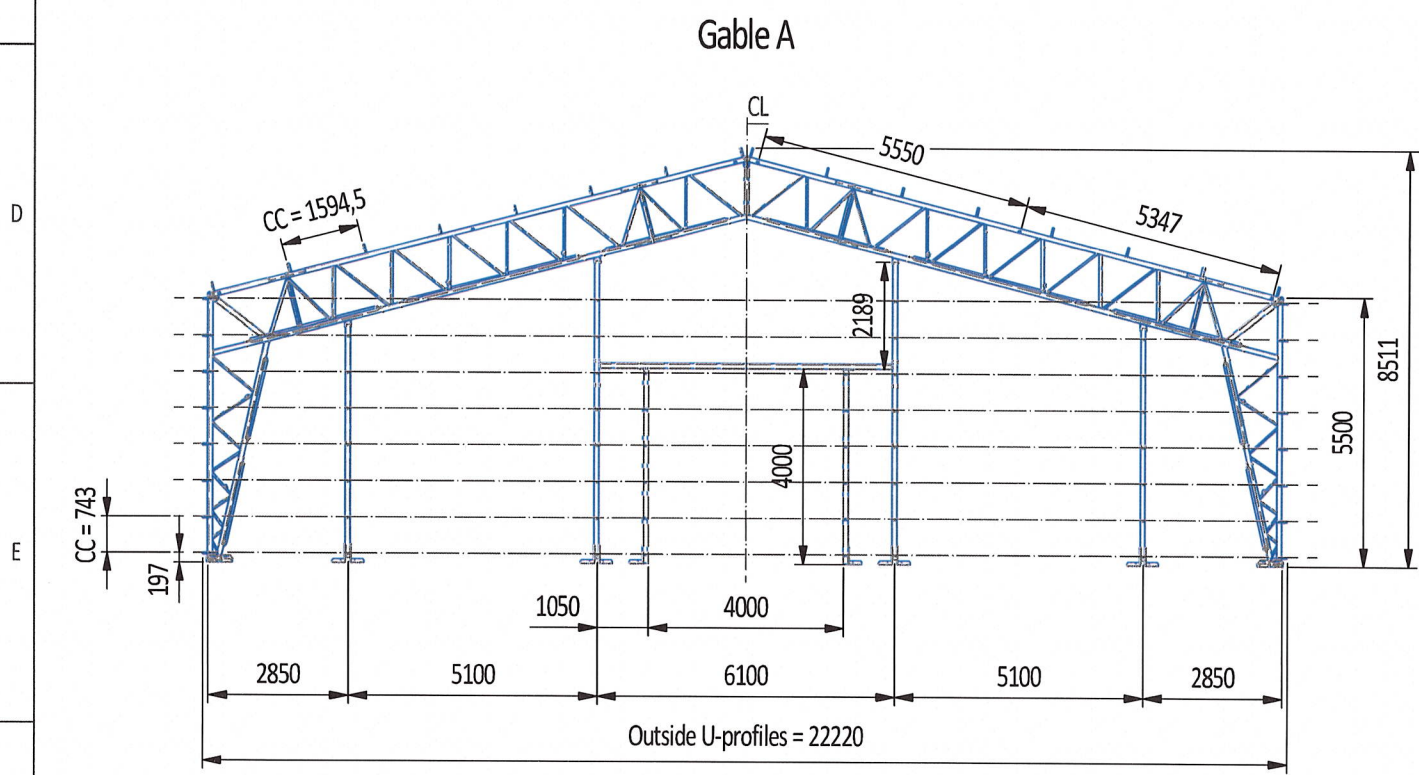 Gable A
CL
5550
5347
CC = 1594,5
D
2189
8511
5500
4000
CC = 743
E
197
1050
4000
2850
5100
6100
5100
2850
Outside U-profiles = 22220